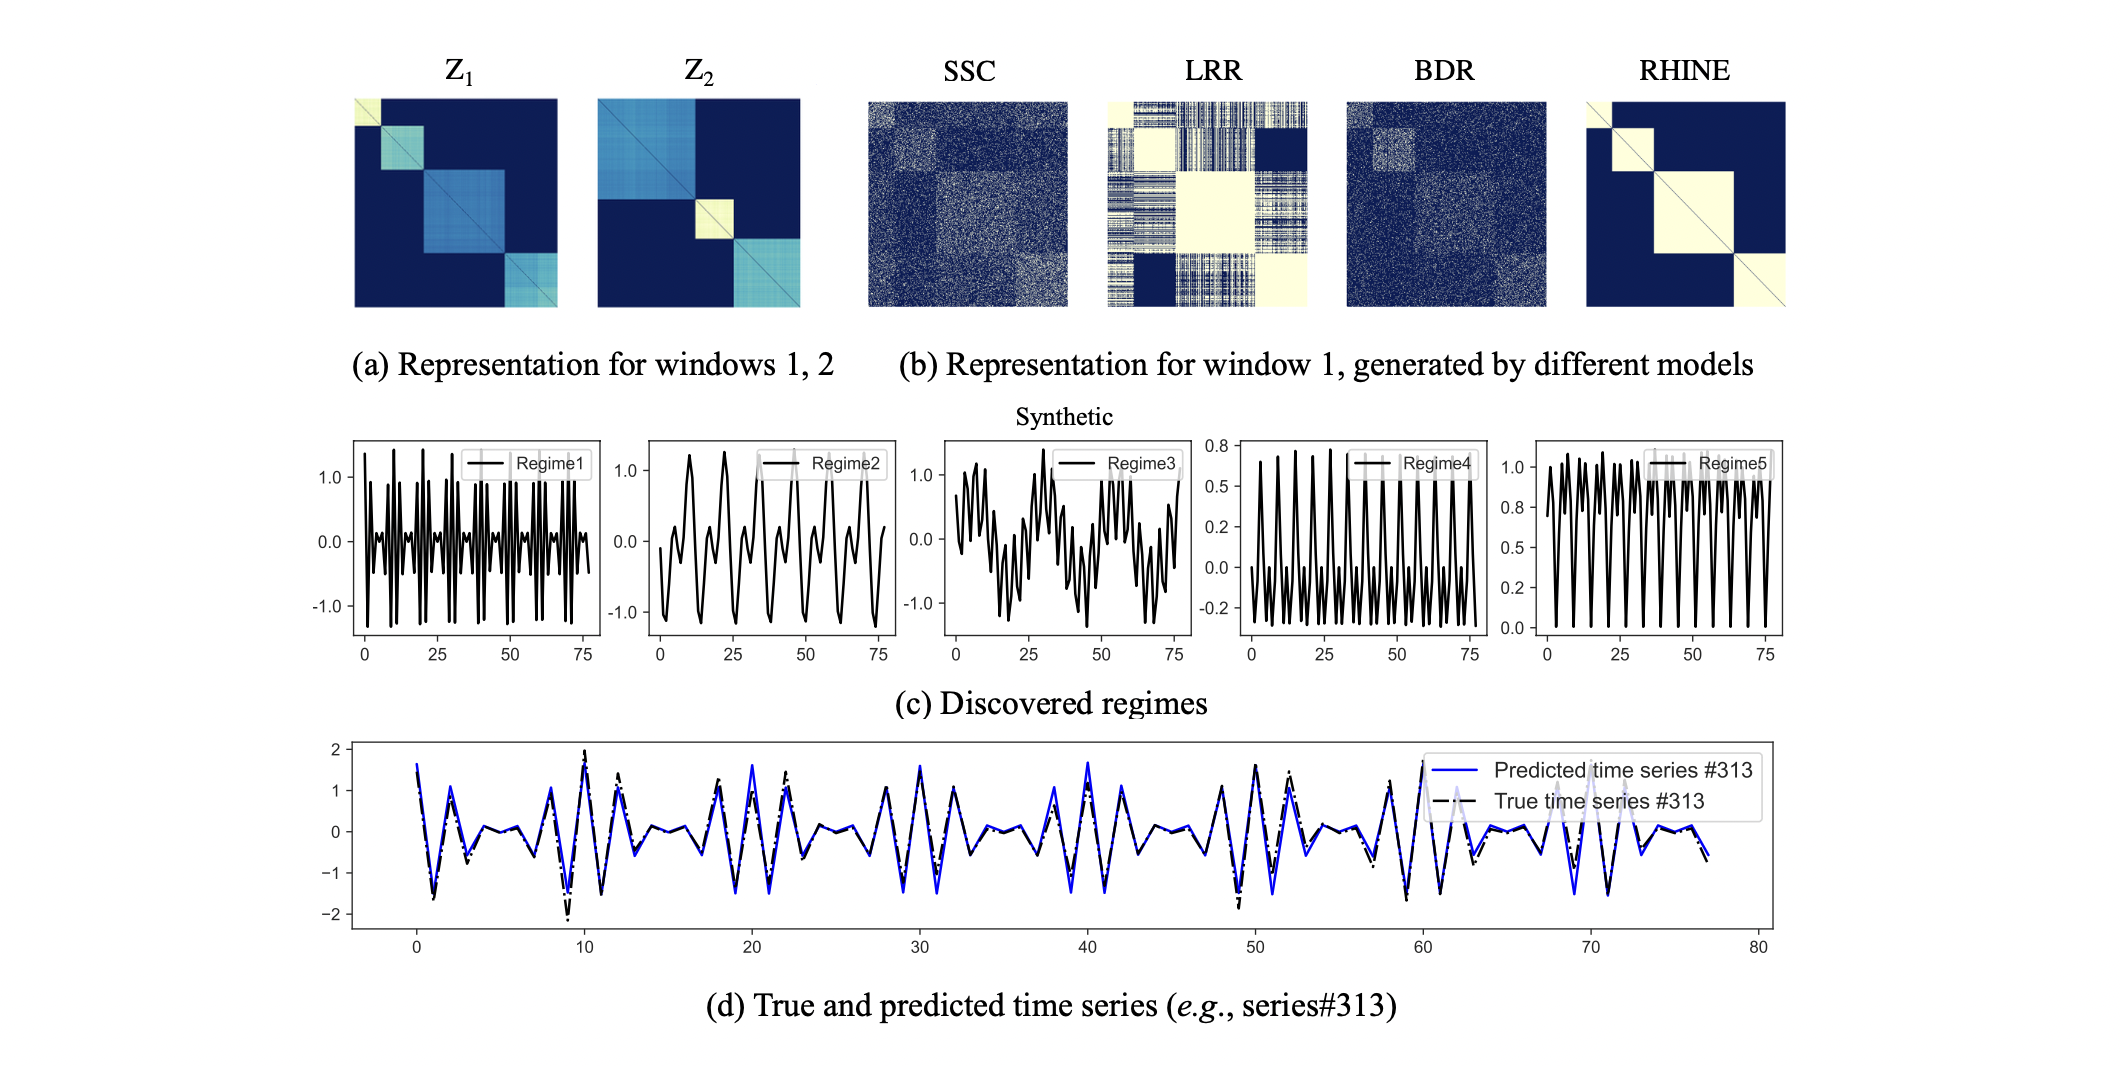 Z1 Z2 SSC LRR BDR RHINE
(a) Representation for windows 1, 2 (b) Representation for window 1, generated by different models
Synthetic
Regime1 Regime2 Regime3 Regime4 Regime5
1.0 0.0 -1.0
1.0 0.0 -1.0
1.0 0.0 -1.0
0.8 0.5 0.2 0.0 -0.2
1.0 0.8 0.5 0.2 0.0
0 25 50 75 0 25 50 75 0 25 50 75 0 25 50 75 0 25 50 75
(c) Discovered regimes
2
1
0
−1
−2
Predicted time series #313
True time series #313
0 10 20 30 40 50 60 70 80
(d) True and predicted time series (e.g., series#313)